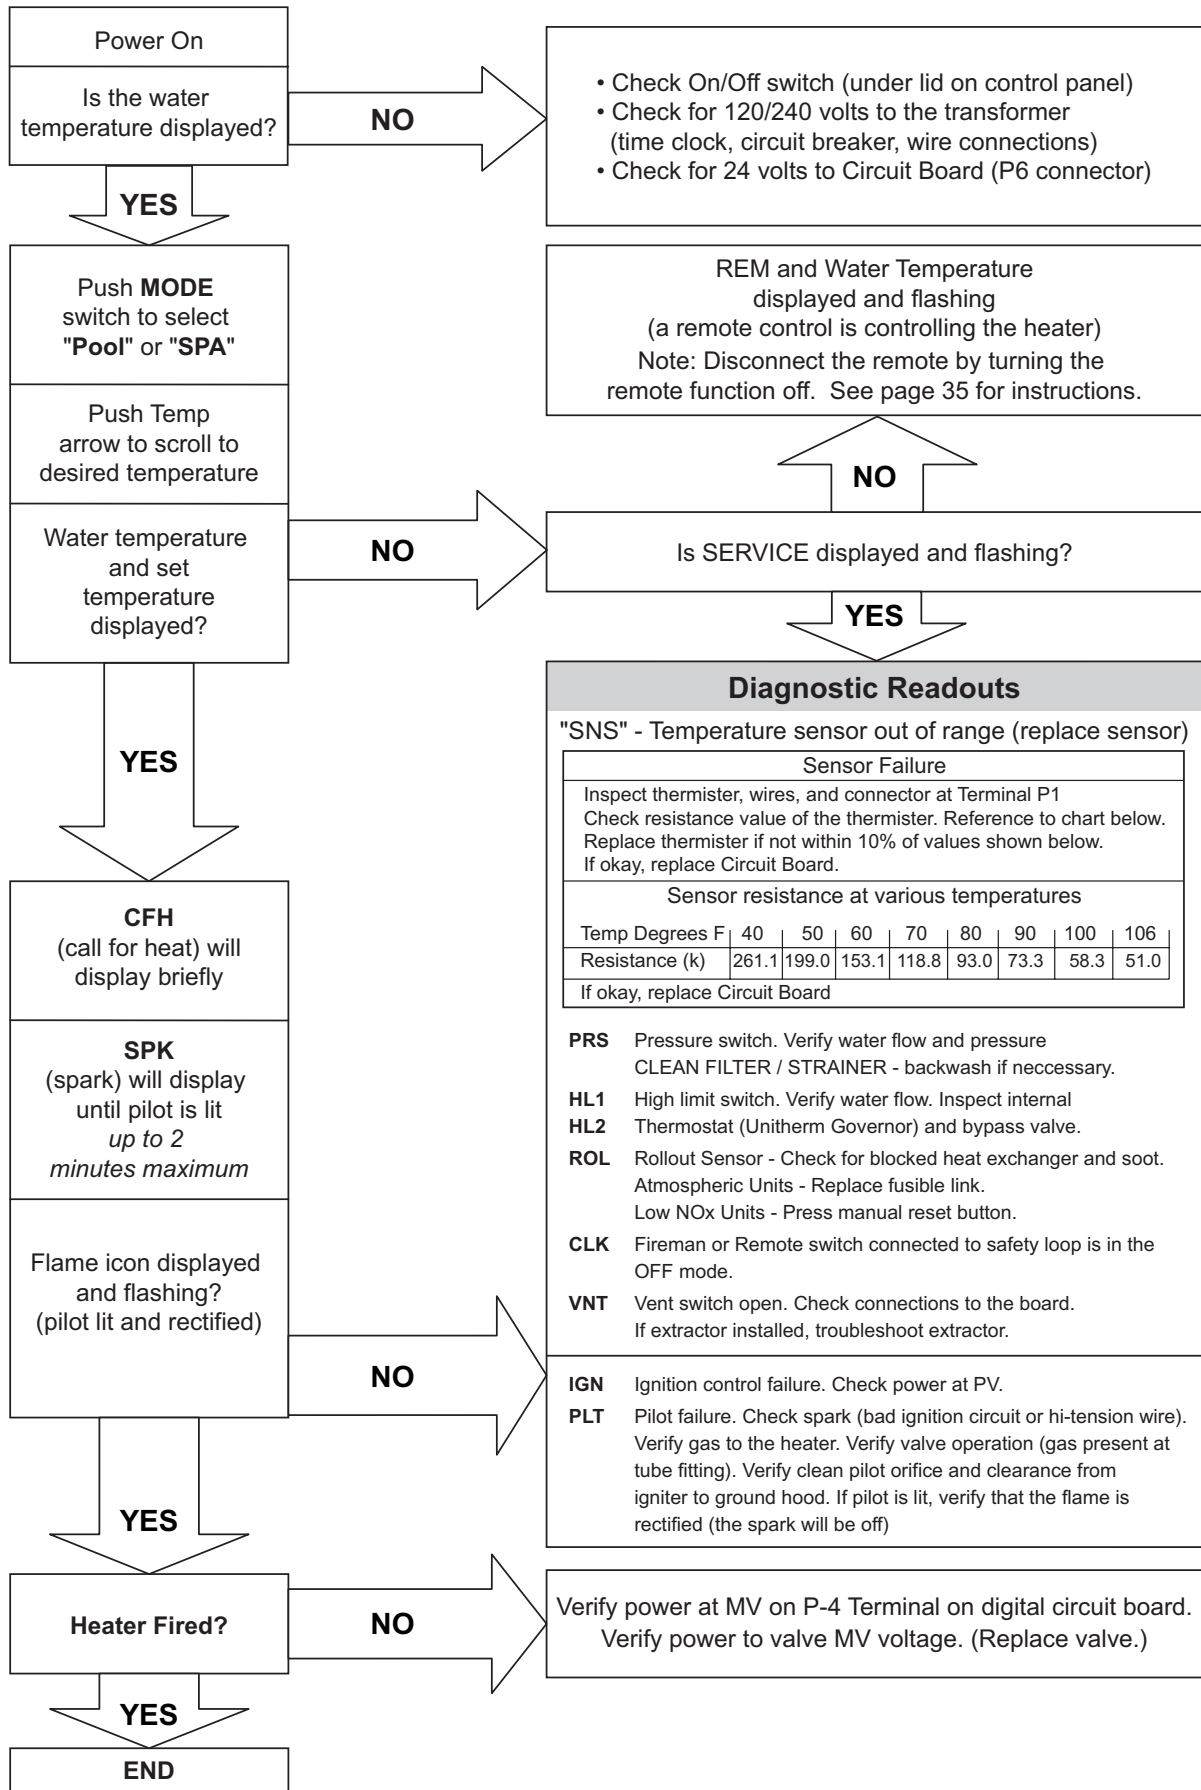 Power On
Is the water
temperature displayed?
NO
• Check On/Off switch (under lid on control panel)
• Check for 120/240 volts to the transformer
(time clock, circuit breaker, wire connections)
• Check for 24 volts to Circuit Board (P6 connector)
YES
Push MODE
switch to select
"Pool" or "SPA"
Push Temp
arrow to scroll to
desired temperature
Water temperature
and set
temperature
displayed?
NO
REM and Water Temperature
displayed and flashing
(a remote control is controlling the heater)
Note: Disconnect the remote by turning the
remote function off. See page 35 for instructions.
NO
Is SERVICE displayed and flashing?
YES
Diagnostic Readouts
"SNS" - Temperature sensor out of range (replace sensor)
Sensor Failure
Inspect thermister, wires, and connector at Terminal P1
Check resistance value of the thermister. Reference to chart below.
Replace thermister if not within 10% of values shown below.
If okay, replace Circuit Board.
Sensor resistance at various temperatures
Temp Degrees F 40 50 60 70 80 90 100 106
Resistance (k) 261.1 199.0 153.1 118.8 93.0 73.3 58.3 51.0
If okay, replace Circuit Board
PRS Pressure switch. Verify water flow and pressure
CLEAN FILTER / STRAINER - backwash if neccessary.
HL1 High limit switch. Verify water flow. Inspect internal
HL2 Thermostat (Unitherm Governor) and bypass valve.
ROL Rollout Sensor - Check for blocked heat exchanger and soot.
Atmospheric Units - Replace fusible link.
Low NOx Units - Press manual reset button.
CLK Fireman or Remote switch connected to safety loop is in the
OFF mode.
VNT Vent switch open. Check connections to the board.
If extractor installed, troubleshoot extractor.
IGN Ignition control failure. Check power at PV.
PLT Pilot failure. Check spark (bad ignition circuit or hi-tension wire).
Verify gas to the heater. Verify valve operation (gas present at
tube fitting). Verify clean pilot orifice and clearance from
igniter to ground hood. If pilot is lit, verify that the flame is
rectified (the spark will be off)
YES
CFH
(call for heat) will
display briefly
SPK
(spark) will display
until pilot is lit
up to 2
minutes maximum
Flame icon displayed
and flashing?
(pilot lit and rectified)
NO
YES
Heater Fired?
NO
Verify power at MV on P-4 Terminal on digital circuit board.
Verify power to valve MV voltage. (Replace valve.)
YES
END